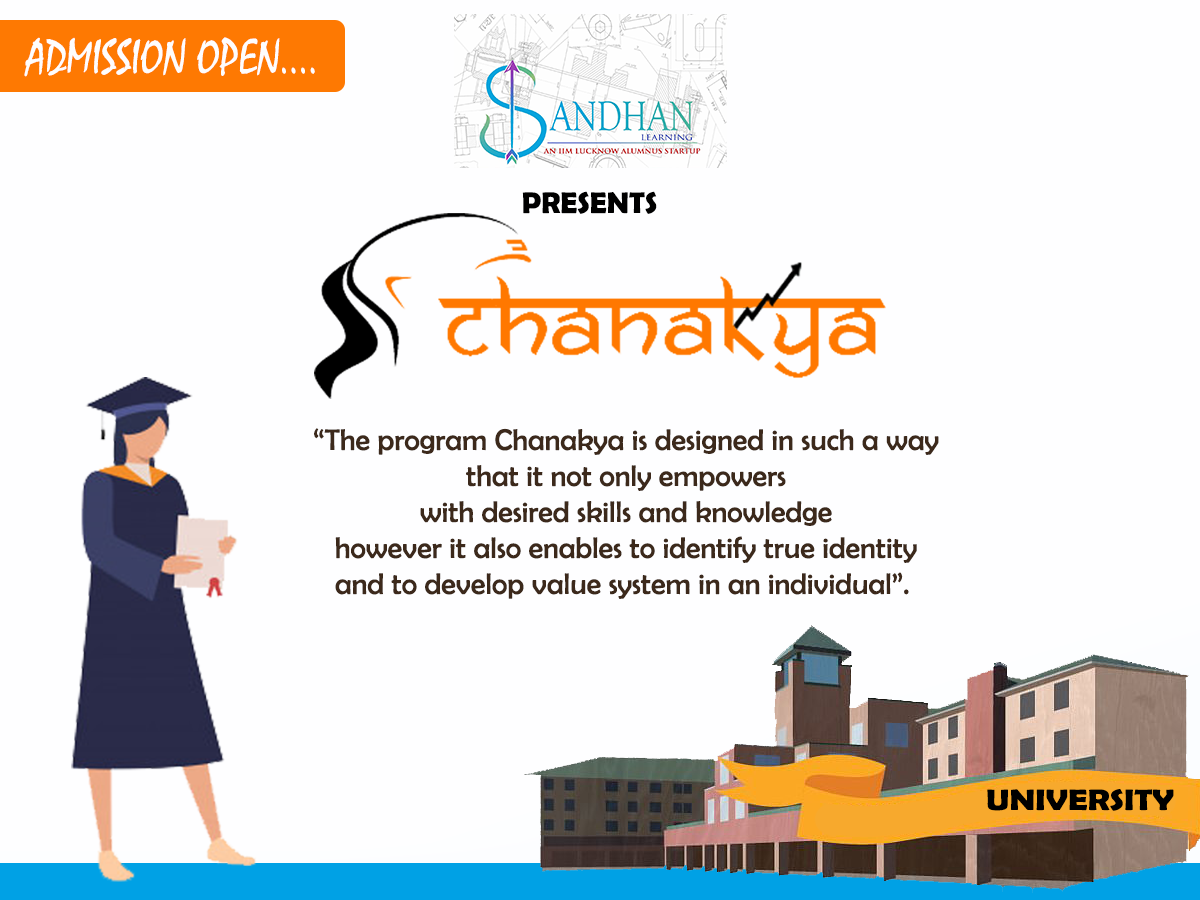 ADMISSION OPEN....
SANDHAN
LEARNING
AN IIM LUCKNOW ALUMNUS STARTUP
PRESENTS
chanakya
“The program Chanakya is designed in such a way
that it not only empowers
with desired skills and knowledge
however it also enables to identify true identity
and to develop value system in an individual”.
UNIVERSITY